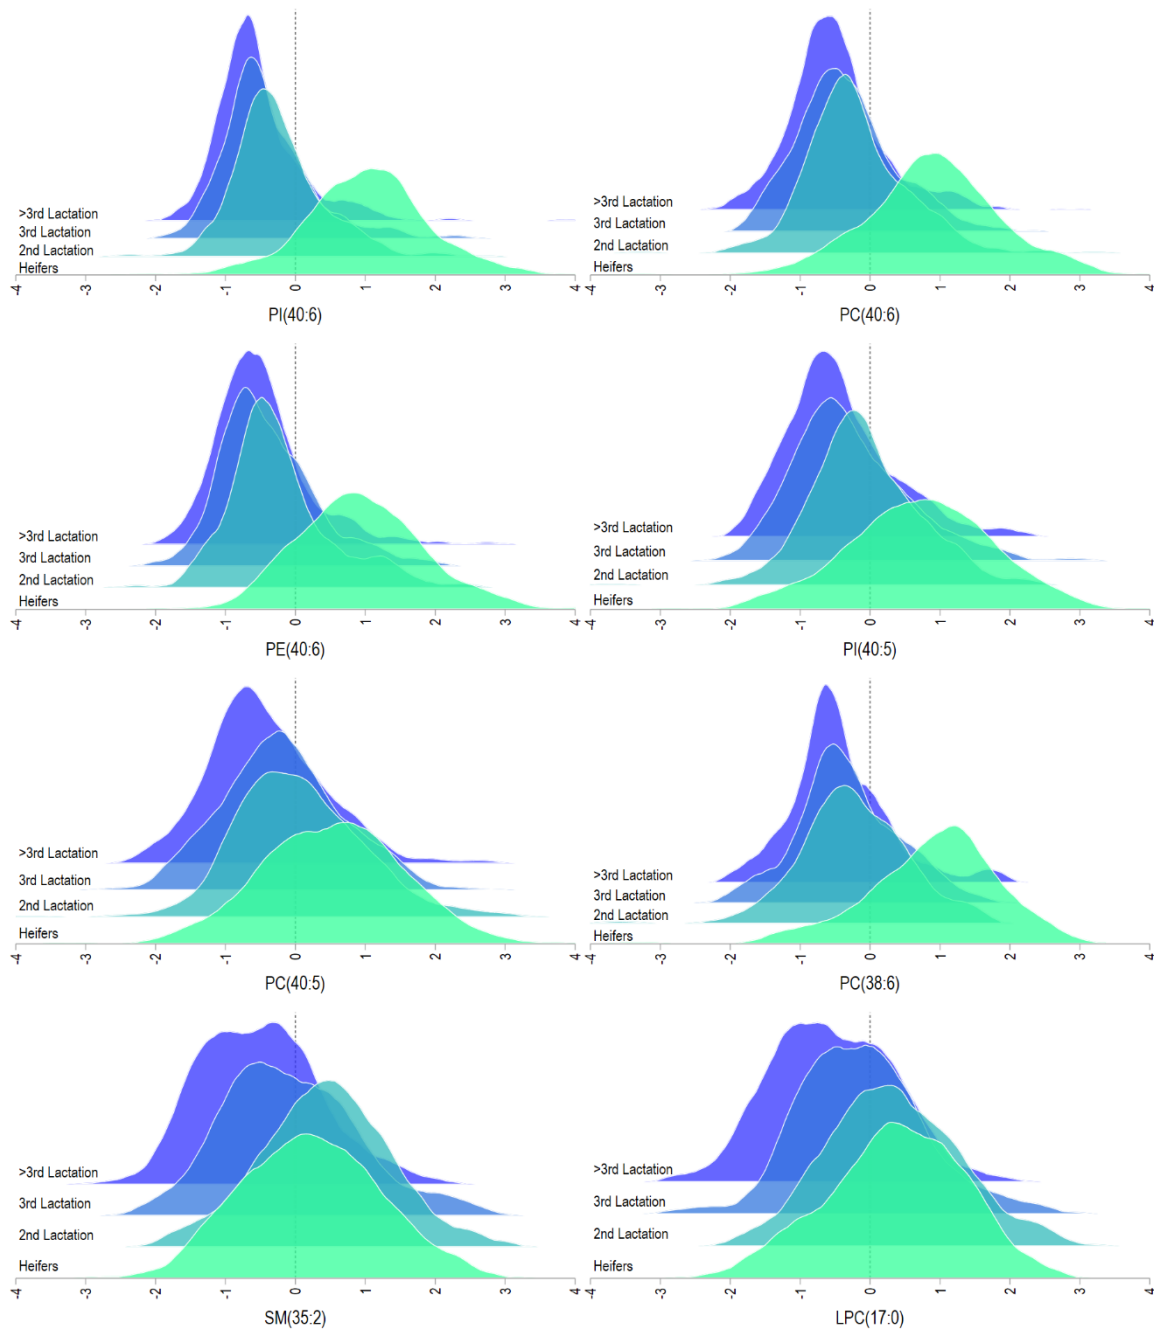 >3rd Lactation
3rd Lactation
2nd Lactation
Heifers
-4 -3 -2 -1 0 1 2 3 4
PI(40:6)
>3rd Lactation
3rd Lactation
2nd Lactation
Heifers
-4 -3 -2 -1 0 1 2 3 4
PC(40:6)
>3rd Lactation
3rd Lactation
2nd Lactation
Heifers
-4 -3 -2 -1 0 1 2 3 4
PE(40:6)
>3rd Lactation
3rd Lactation
2nd Lactation
Heifers
-4 -3 -2 -1 0 1 2 3 4
PI(40:5)
>3rd Lactation
3rd Lactation
2nd Lactation
Heifers
-4 -3 -2 -1 0 1 2 3 4
PC(40:5)
>3rd Lactation
3rd Lactation
2nd Lactation
Heifers
-4 -3 -2 -1 0 1 2 3 4
PC(38:6)
>3rd Lactation
3rd Lactation
2nd Lactation
Heifers
-4 -3 -2 -1 0 1 2 3 4
SM(35:2)
>3rd Lactation
3rd Lactation
2nd Lactation
Heifers
-4 -3 -2 -1 0 1 2 3 4
LPC(17:0)